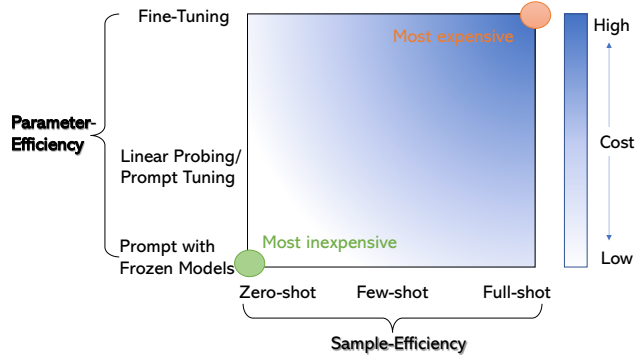 Fine-Tuning
Most expensive
High
Parameter-
Efficiency
Cost
Linear Probing/
Prompt Tuning
Most inexpensive
Prompt with
Frozen Models
Low
Zero-shot
Few-shot
Full-shot
Sample-Efficiency